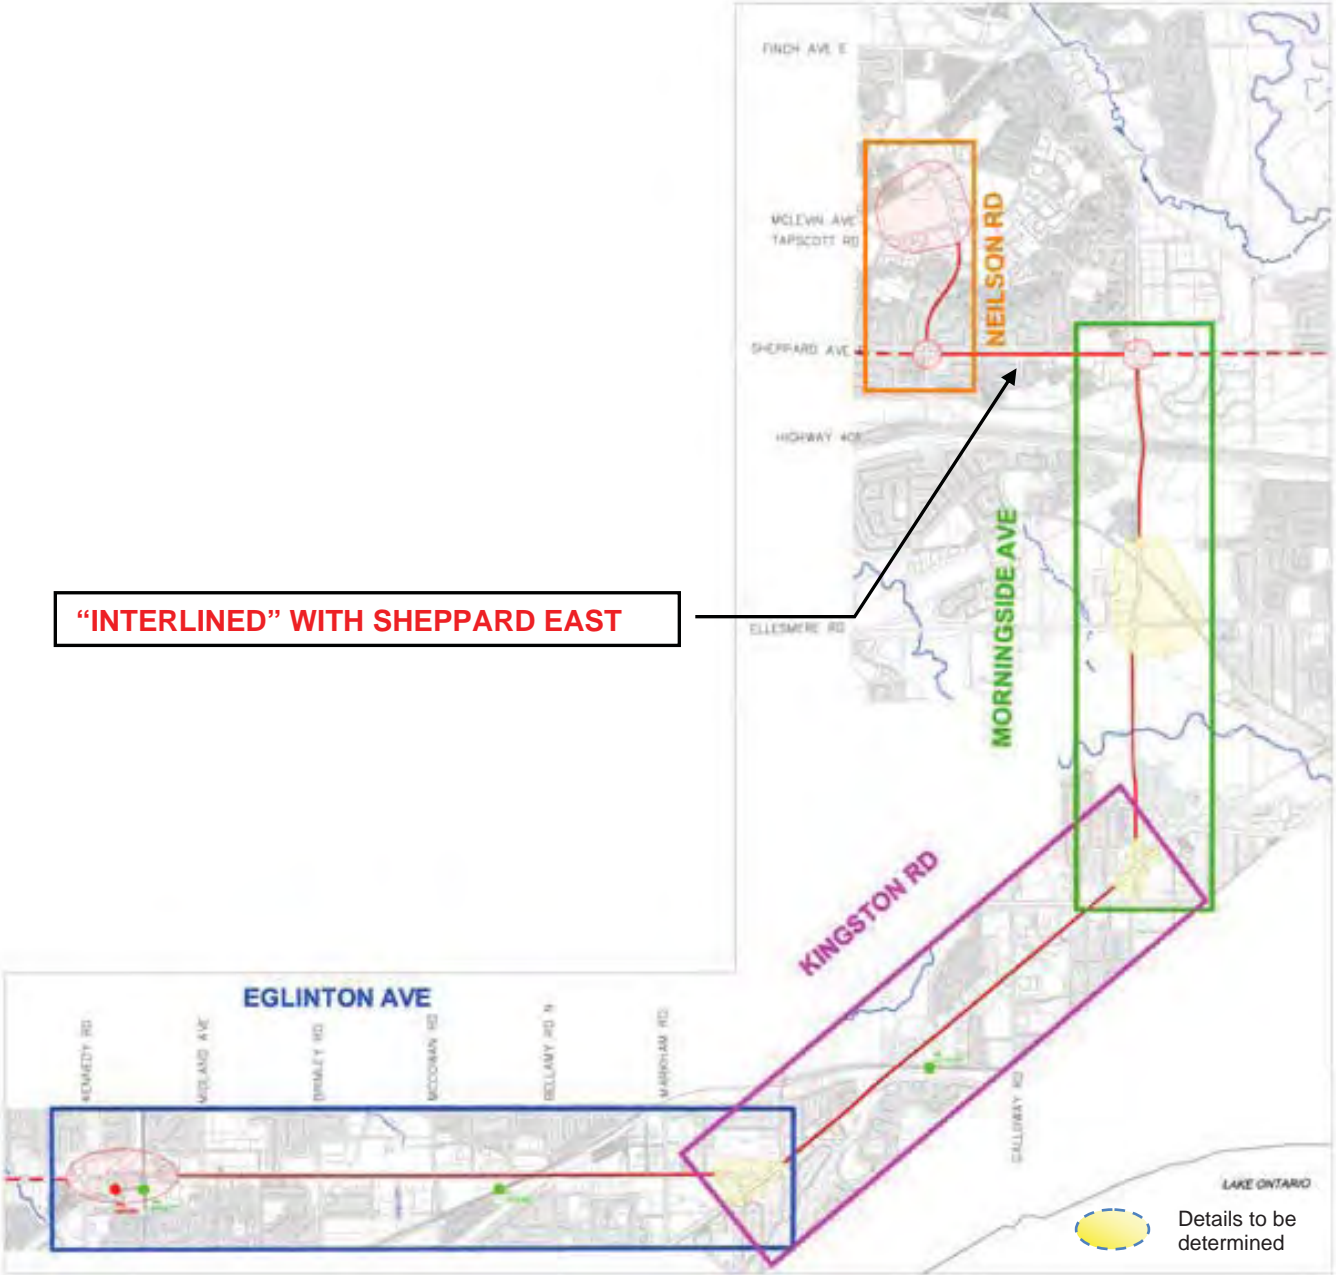 FINCH AVE E
MCLEVIN AVE
TAPSCOTT RD
NEILSON RD
SHEPPARD AVE
HIGHWAY 401
MORNINGSIDE AVE
“INTERLINED” WITH SHEPPARD EAST
ELLESMERE RD
KINGSTON RD
EGLINTON AVE
KENNEDY RD
MIDLAND AVE
BRIMLEY RD
MCCOWAN RD
BELLAMY RD N
MARKHAM RD
GALLOWAY RD
LAKE ONTARIO
Details to be
determined